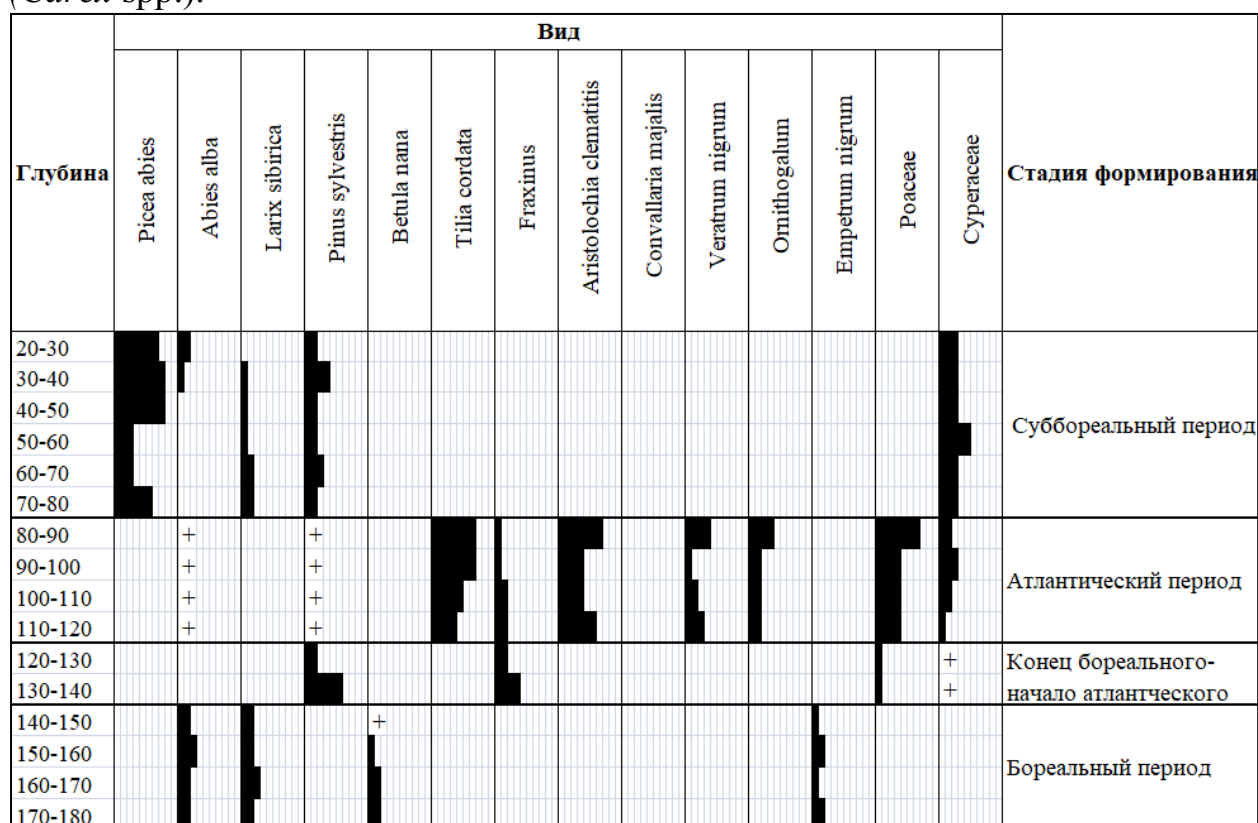 (Carex spp.).
Вид
Глубина
Picea abies
Abies alba
Larix sibirica
Pinus sylvestris
Betula nana
Tilia cordata
Fraxinus
Aristolochia clematitis
Convallaria majalis
Veratrum nigrum
Ornithogalum
Empetrum nigrum
Poaceae
Cyperaceae
Стадия формирования
20-30
30-40
40-50
50-60
60-70
70-80
Суббореальный период
80-90 + +
90-100 + +
100-110 + +
110-120 + +
Атлантический период
120-130 +
130-140 +
Конец бореального-
начало атлантческого
140-150 +
150-160
160-170
170-180
Бореальный период